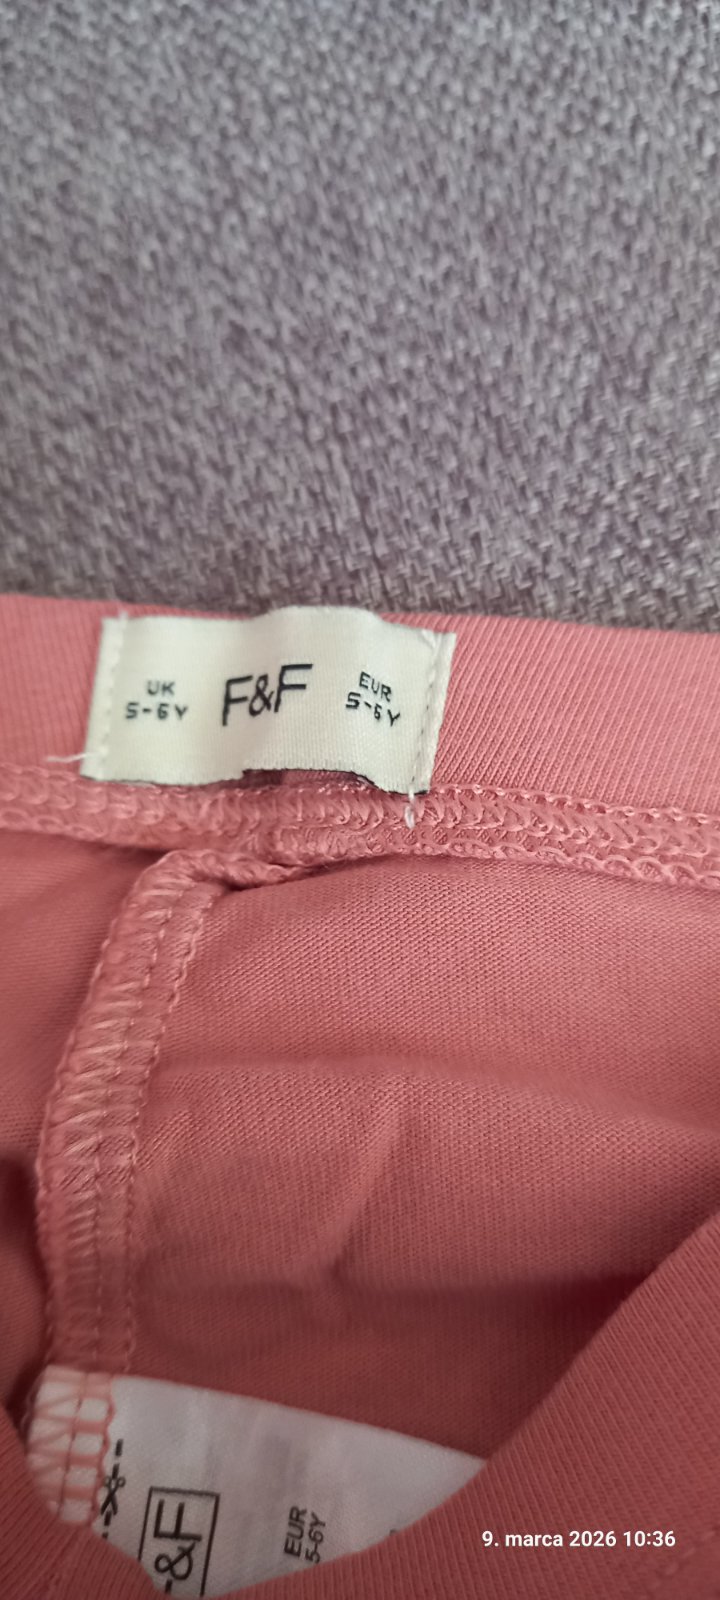 UK
5-6Y
F&F
EUR
5-6Y
&F
EUR
5-6Y
9. marca 2026 10:36